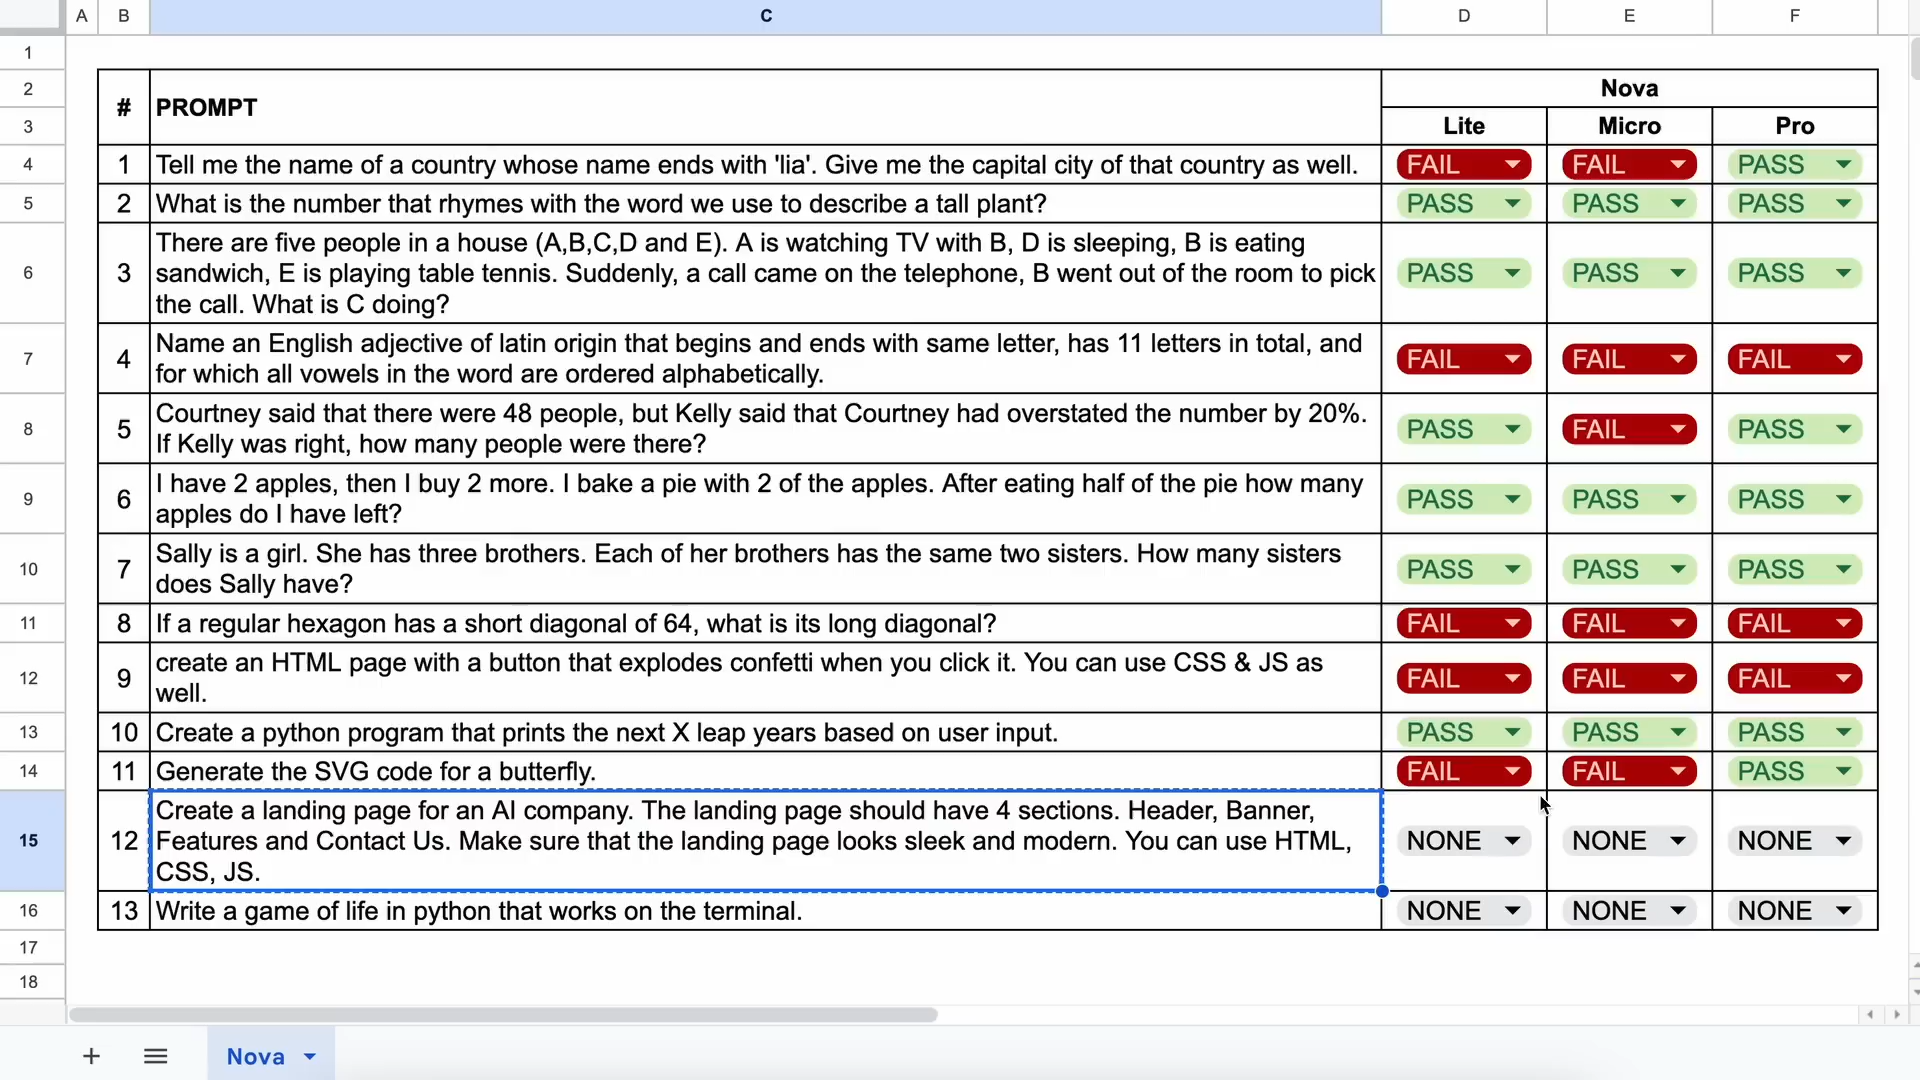 A B C D E F
1
2
3
# PROMPT Nova
Lite Micro Pro
4 1 Tell me the name of a country whose name ends with 'lia'. Give me the capital city of that country as well. FAIL FAIL PASS
5 2 What is the number that rhymes with the word we use to describe a tall plant? PASS PASS PASS
There are five people in a house (A,B,C,D and E). A is watching TV with B, D is sleeping, B is eating
6 3 sandwich, E is playing table tennis. Suddenly, a call came on the telephone, B went out of the room to pick PASS PASS PASS
the call. What is C doing?
Name an English adjective of latin origin that begins and ends with same letter, has 11 letters in total, and
7 4 FAIL FAIL FAIL
for which all vowels in the word are ordered alphabetically.
Courtney said that there were 48 people, but Kelly said that Courtney had overstated the number by 20%.
8 5 PASS FAIL PASS
If Kelly was right, how many people were there?
I have 2 apples, then I buy 2 more. I bake a pie with 2 of the apples. After eating half of the pie how many
9 6 PASS PASS PASS
apples do I have left?
Sally is a girl. She has three brothers. Each of her brothers has the same two sisters. How many sisters
10 7 PASS PASS PASS
does Sally have?
11 8 If a regular hexagon has a short diagonal of 64, what is its long diagonal? FAIL FAIL FAIL
create an HTML page with a button that explodes confetti when you click it. You can use CSS & JS as
12 9 FAIL FAIL FAIL
well.
13 10 Create a python program that prints the next X leap years based on user input. PASS PASS PASS
14 11 Generate the SVG code for a butterfly. FAIL FAIL PASS
Create a landing page for an AI company. The landing page should have 4 sections. Header, Banner,
15 12 Features and Contact Us. Make sure that the landing page looks sleek and modern. You can use HTML, NONE NONE NONE
CSS, JS.
16 13 Write a game of life in python that works on the terminal. NONE NONE NONE
17
18
Nova